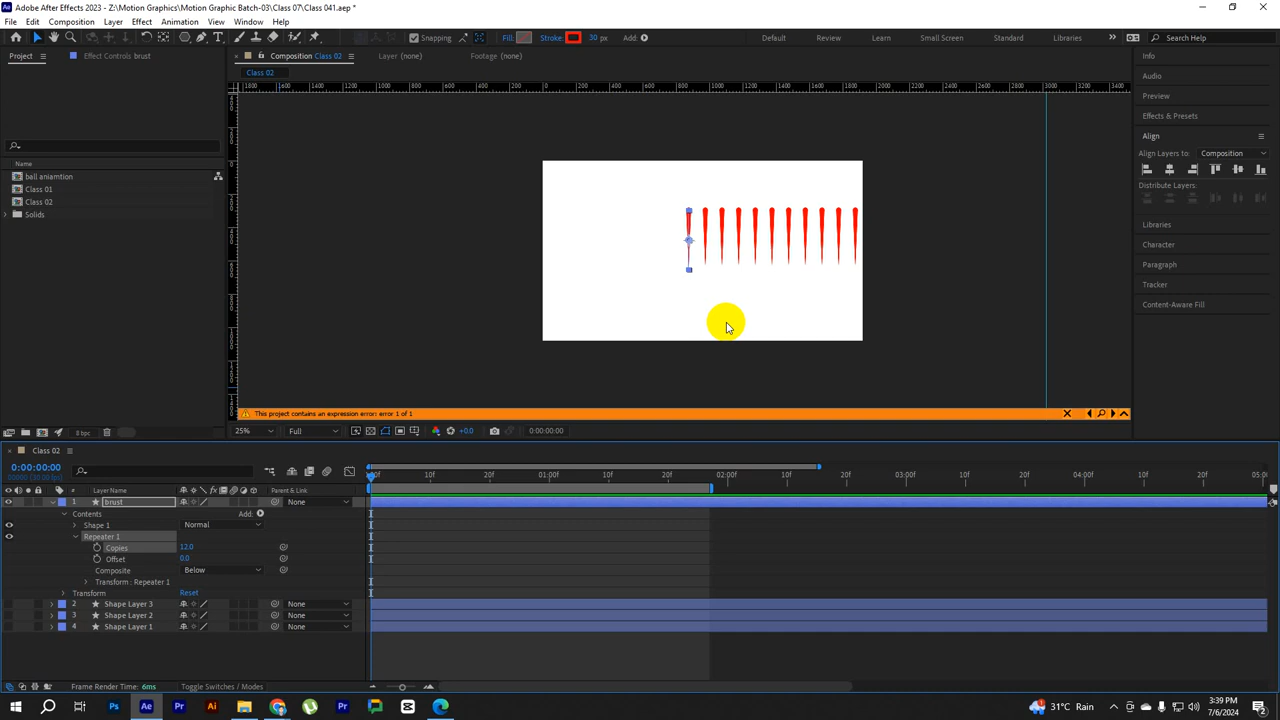 Adobe After Effects 2023 - Z:\Motion Graphics\Motion Graphic Batch-03\Class 07\Class 041.aep *
File Edit Composition Layer Effect Animation View Window Help
Snapping Fill: Stroke: 30 px Add: Default Review Learn Small Screen Standard Libraries Search Help
Project Effect Controls brust Composition Class 02 Layer (none) Footage (none) Info
Class 02
Audio
Preview
Effects & Presets
Align
Align Layers to: Composition
Distribute Layers:
Libraries
Character
Paragraph
Tracker
Content-Aware Fill
Name
ball aniamtion
Class 01
Class 02
Solids
This project contains an expression error: error 1 of 1
8 bpc 25% Full +0.0 0:00:00:00
Class 02
0:00:00:00
Layer Name Parent & Link
10f 20f 01:00f 10f 20f 02:00f 10f 20f 03:00f 10f 20f 04:00f 10f 20f
1 brust None
Contents Add:
Shape 1 Normal
Repeater 1
Copies 12.0
Offset 0.0
Composite Below
Transform : Repeater 1
Transform Reset
2 Shape Layer 3 None
3 Shape Layer 2 None
4 Shape Layer 1 None
Frame Render Time: 6ms Toggle Switches / Modes
31°C Rain 3:39 PM
7/6/2024